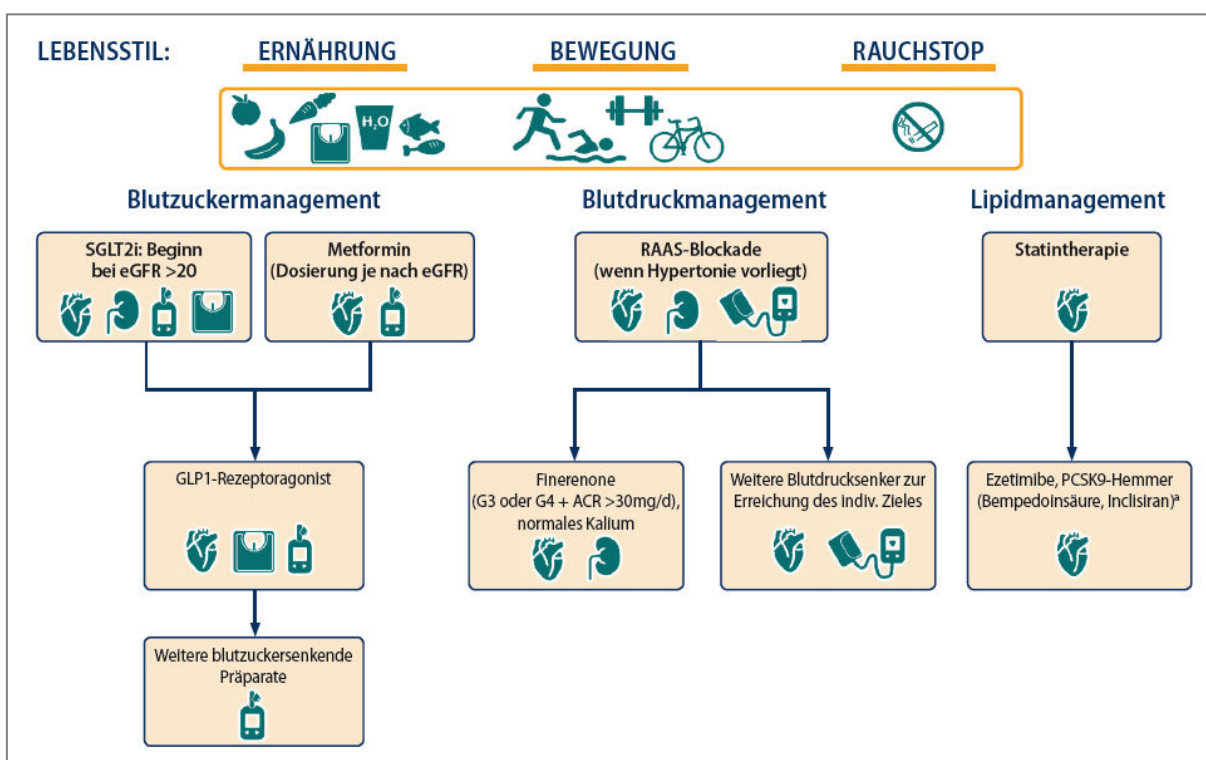 LEBENSSTIL: ERNÄHRUNG BEWEGUNG RAUCHSTOP
H₂O
Blutzuckermanagement
Blutdruckmanagement
Lipidmanagement
SGLT2i: Beginn
bei eGFR >20
Metformin
(Dosierung je nach eGFR)
RAAS-Blockade
(wenn Hypertonie vorliegt)
Statintherapie
GLP1-Rezeptoragonist
Finerenone
(G3 oder G4 + ACR >30mg/d),
normales Kalium
Weitere Blutdrucksenker zur
Erreichung des indiv. Zieles
Ezetimibe, PCSK9-Hemmer
(Bempedoinsäure, Inclisiran)ᵃ
Weitere blutzuckersenkende
Präparate